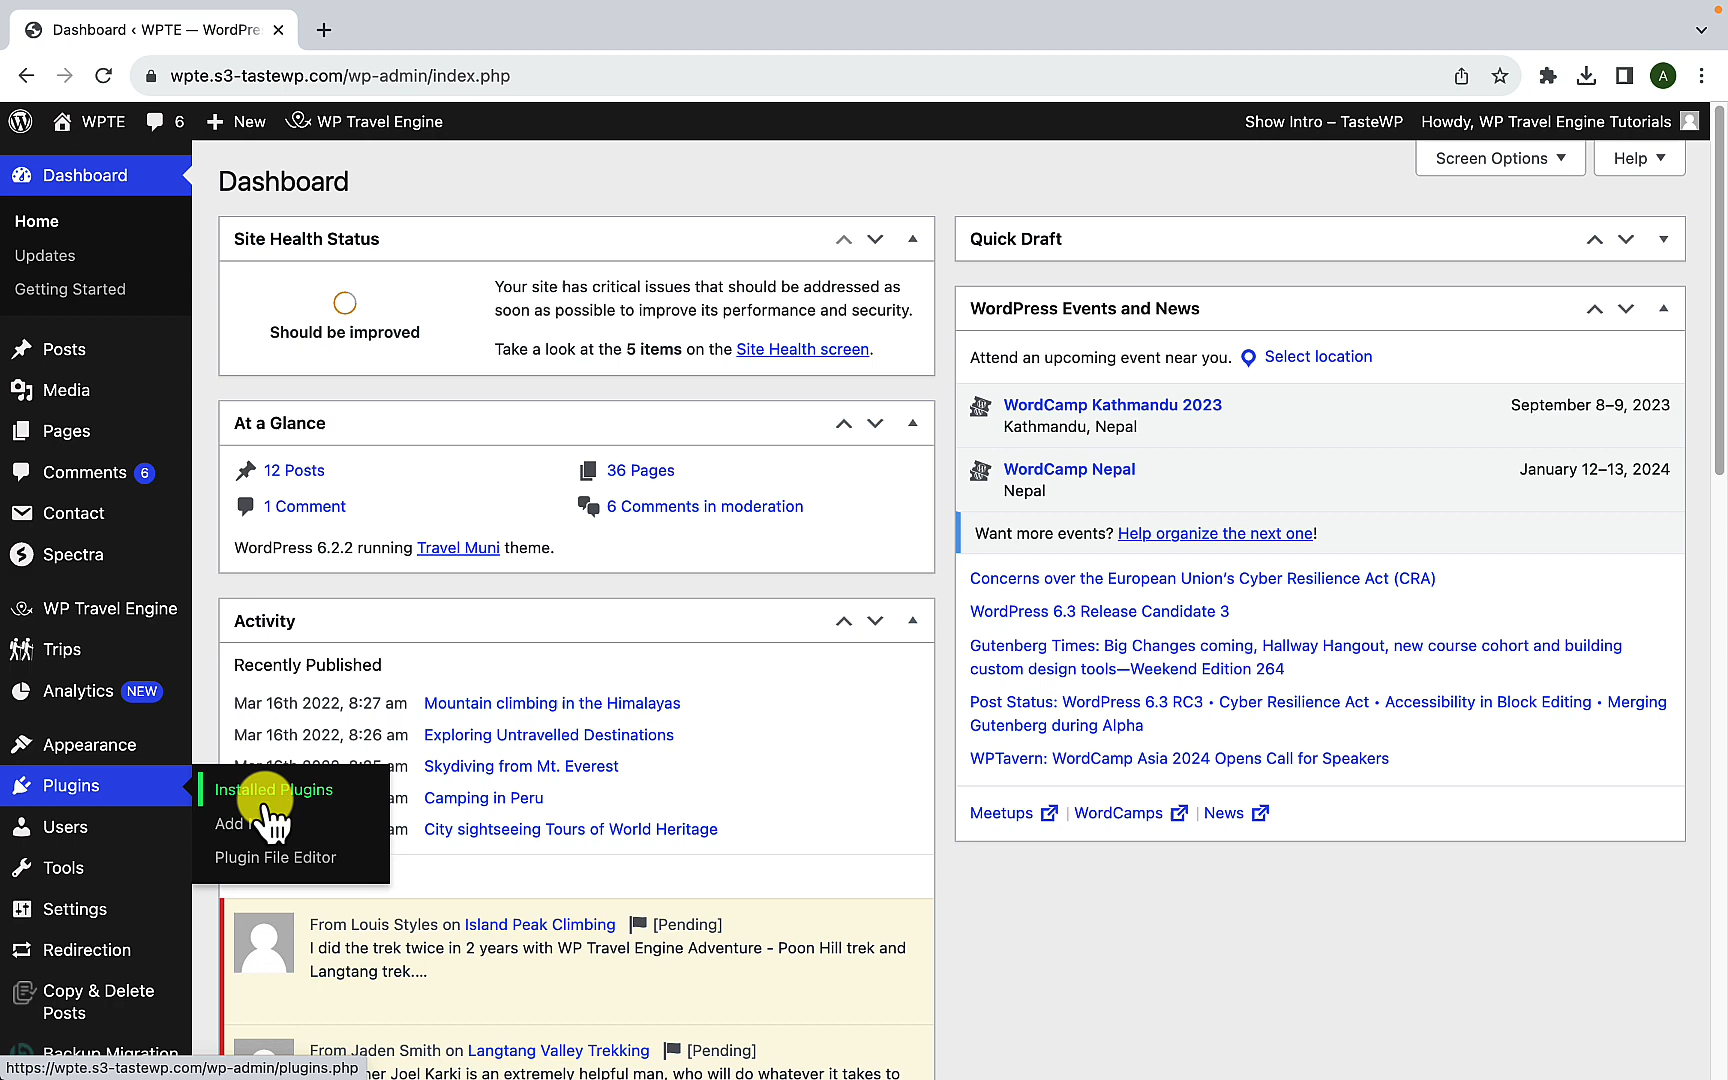 Dashboard ‹ WPTE — WordPre
wpte.s3-tastewp.com/wp-admin/index.php
A
WPTE
6
New
WP Travel Engine
Show Intro – TasteWP
Howdy, WP Travel Engine Tutorials
Dashboard
Home
Updates
Getting Started
Posts
Media
Pages
Comments 6
Contact
Spectra
WP Travel Engine
Trips
Analytics NEW
Appearance
Plugins
Users
Tools
Settings
Redirection
Copy & Delete
Posts
Backup Migration
Installed Plugins
Add
Plugin File Editor
https://wpte.s3-tastewp.com/wp-admin/plugins.php
Screen Options
Help
Dashboard
Site Health Status
Should be improved
Your site has critical issues that should be addressed as
soon as possible to improve its performance and security.
Take a look at the 5 items on the Site Health screen.
At a Glance
12 Posts
36 Pages
1 Comment
6 Comments in moderation
WordPress 6.2.2 running Travel Muni theme.
Activity
Recently Published
Mar 16th 2022, 8:27 am Mountain climbing in the Himalayas
Mar 16th 2022, 8:26 am Exploring Untravelled Destinations
am Skydiving from Mt. Everest
am Camping in Peru
am City sightseeing Tours of World Heritage
From Louis Styles on Island Peak Climbing [Pending]
I did the trek twice in 2 years with WP Travel Engine Adventure - Poon Hill trek and
Langtang trek....
From Jaden Smith on Langtang Valley Trekking [Pending]
er Joel Karki is an extremely helpful man, who will do whatever it takes to
Quick Draft
WordPress Events and News
Attend an upcoming event near you. Select location
WordCamp Kathmandu 2023
September 8–9, 2023
Kathmandu, Nepal
WordCamp Nepal
January 12–13, 2024
Nepal
Want more events? Help organize the next one!
Concerns over the European Union’s Cyber Resilience Act (CRA)
WordPress 6.3 Release Candidate 3
Gutenberg Times: Big Changes coming, Hallway Hangout, new course cohort and building
custom design tools—Weekend Edition 264
Post Status: WordPress 6.3 RC3 • Cyber Resilience Act • Accessibility in Block Editing • Merging
Gutenberg during Alpha
WPTavern: WordCamp Asia 2024 Opens Call for Speakers
Meetups | WordCamps | News